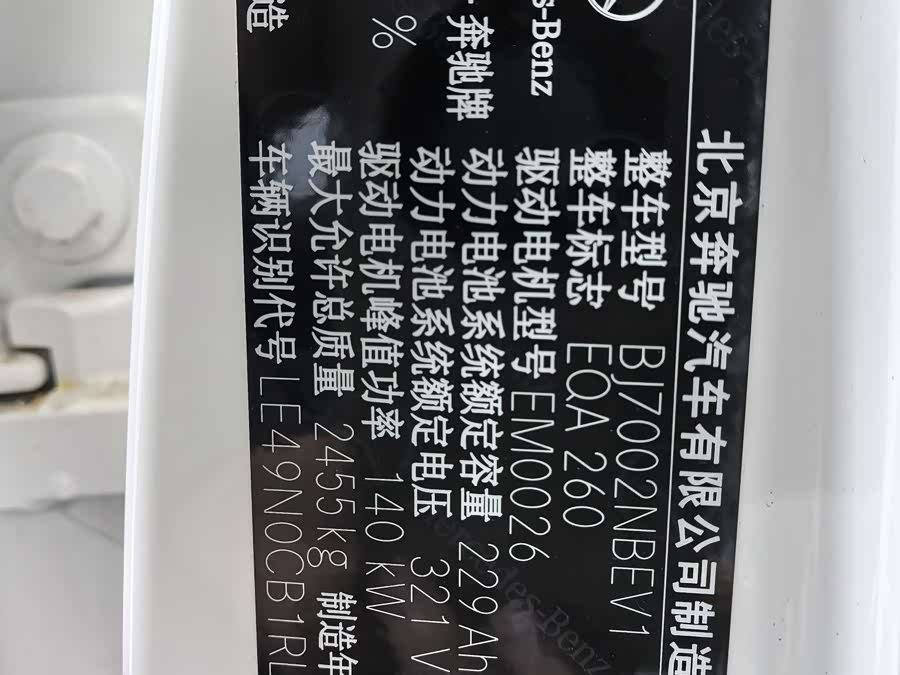 北京奔驰汽车有限公司制造
整车型号 BJ7002NBEV1
整车标志 EQA 260
驱动电机型号 EM0026
动力电池系统额定容量 229Ah
动力电池系统额定电压 321V
驱动电机峰值功率 140 kW
最大允许总质量 2455kg 制造年
车辆识别代号 LE49N0CB1RL
s-Benz
奔驰牌
%
造